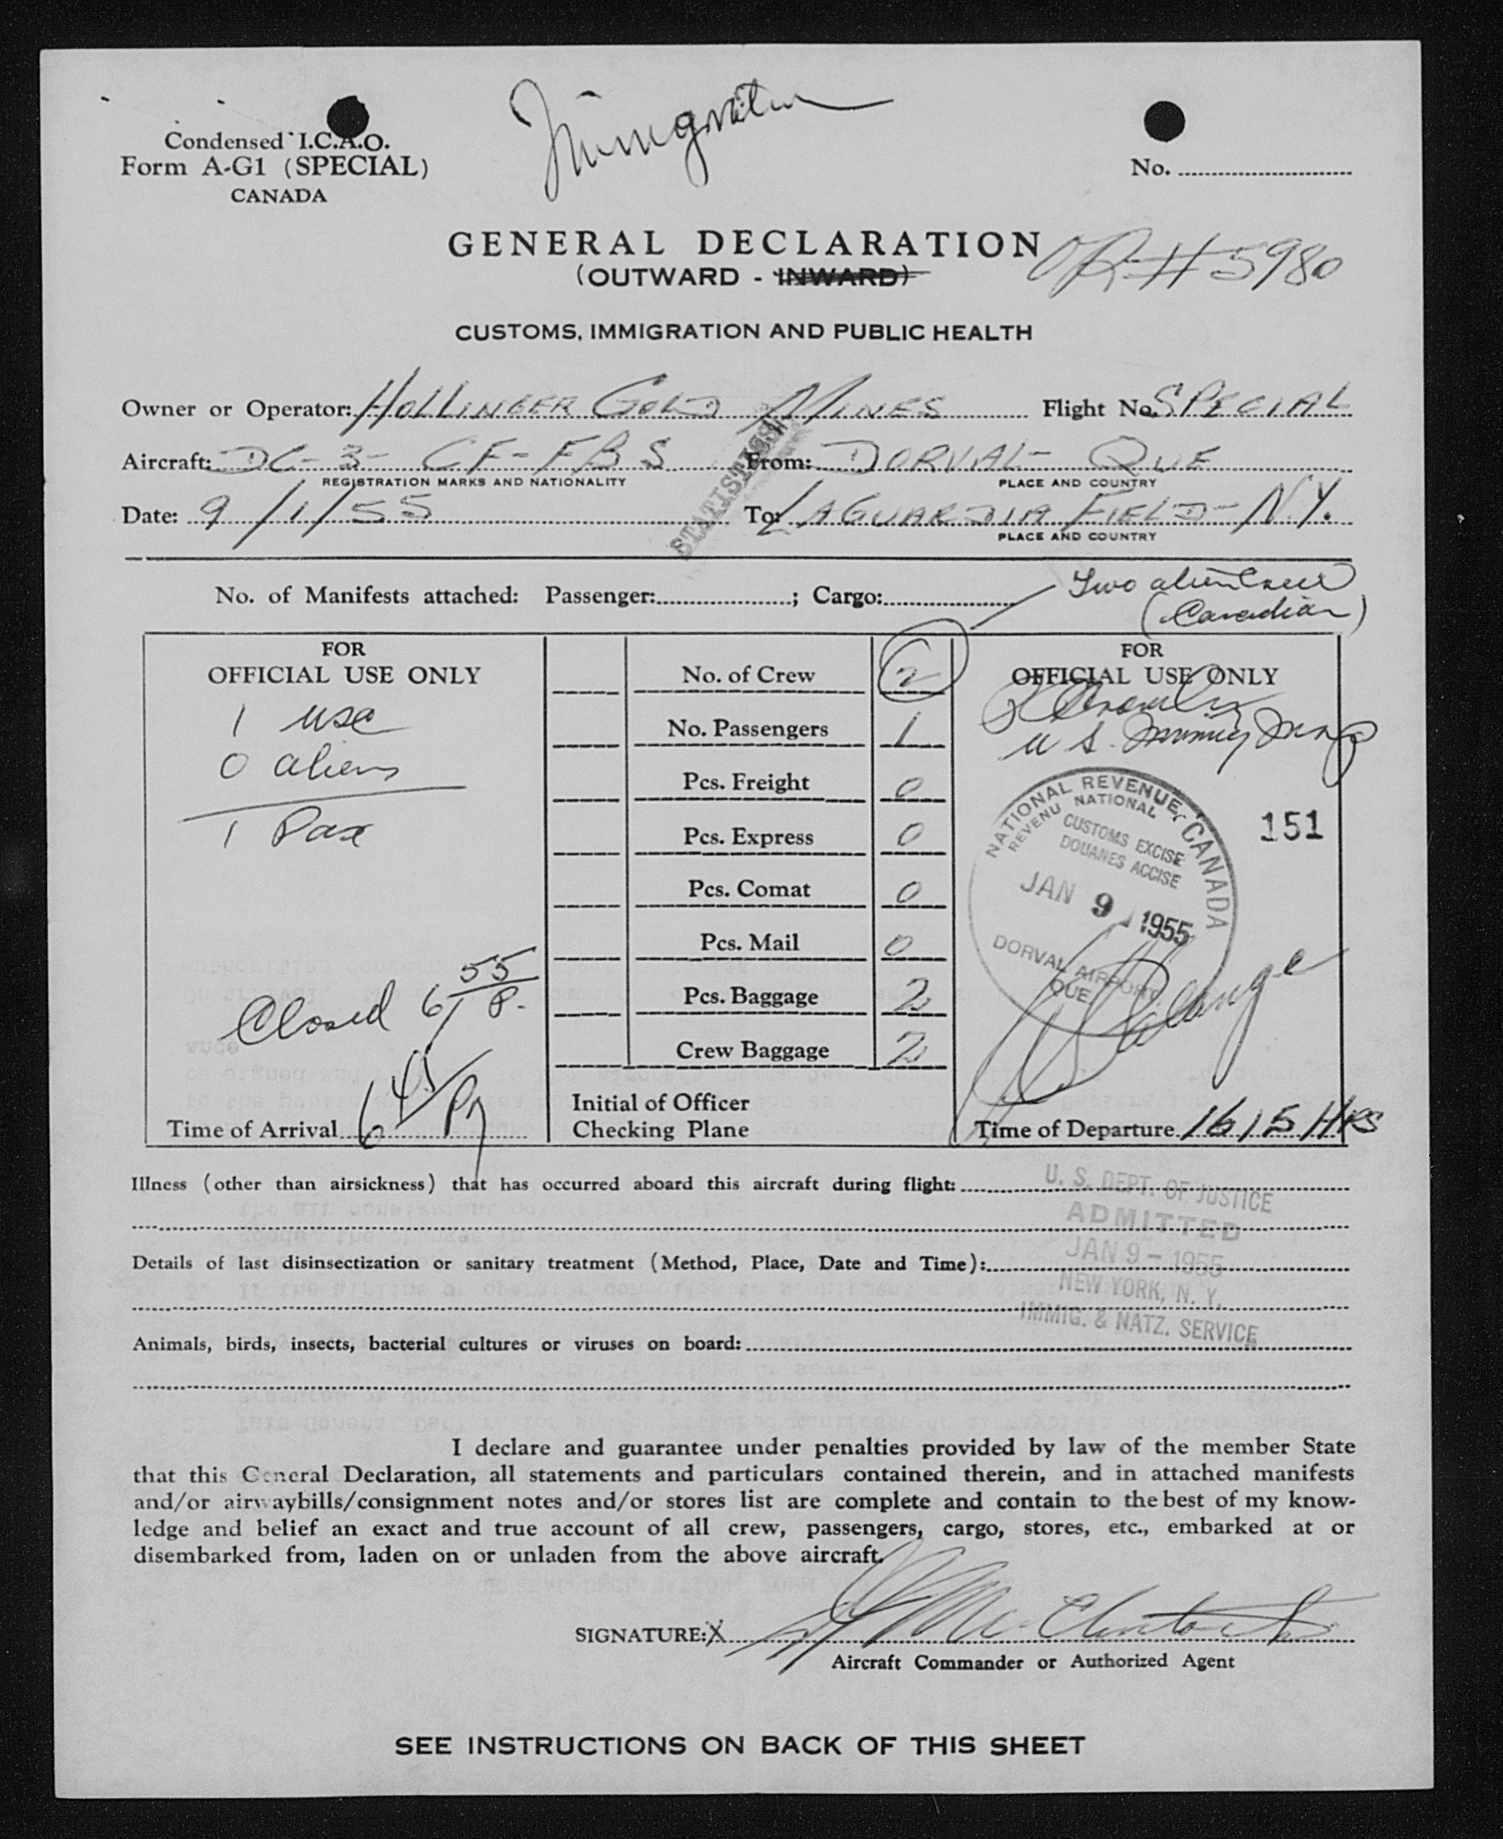 Immigration
Condensed I.C.A.O.
Form A-G1 (SPECIAL)
CANADA
No.
GENERAL DECLARATION
(OUTWARD - INWARD)
OR # 5980
CUSTOMS, IMMIGRATION AND PUBLIC HEALTH
Owner or Operator: HOLLINGER GOLD MINES Flight No. SPECIAL
Aircraft: DC-3- CF-FBS From: DORVAL- QUE
REGISTRATION MARKS AND NATIONALITY PLACE AND COUNTRY
Date: 9/1/55 To: LAGUARDIA FIELD- N.Y.
PLACE AND COUNTRY
STATISTICS
No. of Manifests attached: Passenger: ; Cargo:
Two alien Crew
(Canadian)
FOR
OFFICIAL USE ONLY
1 usc
0 aliens
1 Pax
Closed 6 55 P.
Time of Arrival 6 45 Pm
No. of Crew 2
No. Passengers 1
Pcs. Freight 0
Pcs. Express 0
Pcs. Comat 0
Pcs. Mail 0
Pcs. Baggage 2
Crew Baggage 2
Initial of Officer
Checking Plane
FOR
OFFICIAL USE ONLY
U.S. Immig Insp
NATIONAL REVENUE, CANADA
REVENU NATIONAL
CUSTOMS EXCISE
DOUANES ACCISE
JAN 9 1955
DORVAL AIRPORT,
QUE
151
Time of Departure 1615 HRS
Illness (other than airsickness) that has occurred aboard this aircraft during flight:
U. S. DEPT. OF JUSTICE
ADMITTED
JAN 9 - 1955
NEW YORK, N. Y.
IMMIG. & NATZ. SERVICE
Details of last disinsectization or sanitary treatment (Method, Place, Date and Time):
Animals, birds, insects, bacterial cultures or viruses on board:
I declare and guarantee under penalties provided by law of the member State
that this General Declaration, all statements and particulars contained therein, and in attached manifests
and/or airwaybills/consignment notes and/or stores list are complete and contain to the best of my know-
ledge and belief an exact and true account of all crew, passengers, cargo, stores, etc., embarked at or
disembarked from, laden on or unladen from the above aircraft.
SIGNATURE: X McClintock
Aircraft Commander or Authorized Agent
SEE INSTRUCTIONS ON BACK OF THIS SHEET